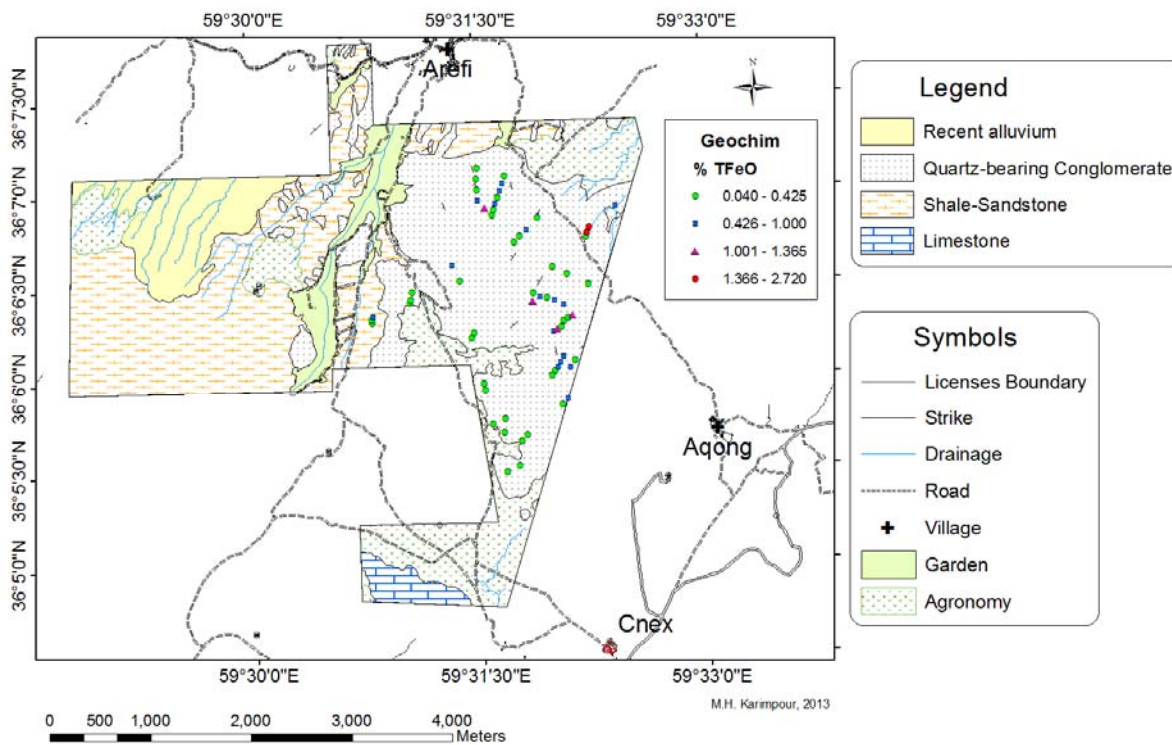 59°30'0"E
59°31'30"E
59°33'0"E
36°7'30"N
36°7'0"N
36°6'30"N
36°6'0"N
36°5'30"N
36°5'0"N
Arefi
N
Geochim
% TFeO
0.040 - 0.425
0.426 - 1.000
1.001 - 1.365
1.366 - 2.720
Aqong
Cnex
59°30'0"E
59°31'30"E
59°33'0"E
M.H. Karimpour, 2013
0 500 1,000 2,000 3,000 4,000
Meters
Legend
Recent alluvium
Quartz-bearing Conglomerate
Shale-Sandstone
Limestone
Symbols
Licenses Boundary
Strike
Drainage
Road
Village
Garden
Agronomy